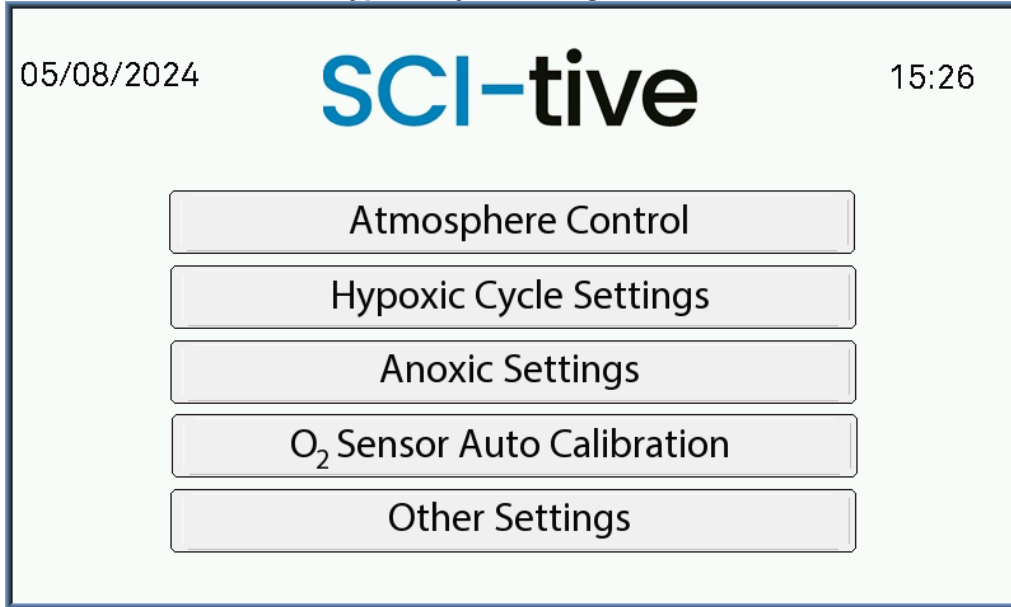 05/08/2024 SCI-tive 15:26
Atmosphere Control
Hypoxic Cycle Settings
Anoxic Settings
O₂ Sensor Auto Calibration
Other Settings